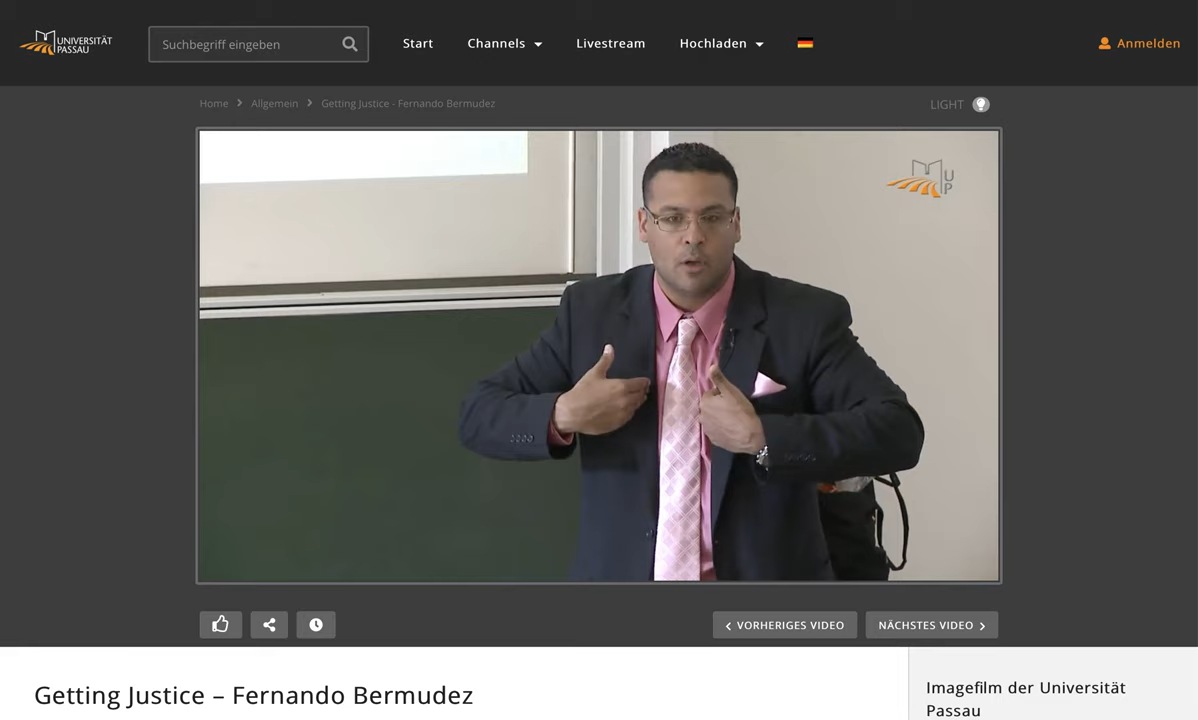 UNIVERSITÄT
PASSAU
Suchbegriff eingeben
Start
Channels
Livestream
Hochladen
Anmelden
Home
Allgemein
Getting Justice - Fernando Bermudez
LIGHT
U
P
VORHERIGES VIDEO
NÄCHSTES VIDEO
Getting Justice – Fernando Bermudez
Imagefilm der Universität
Passau